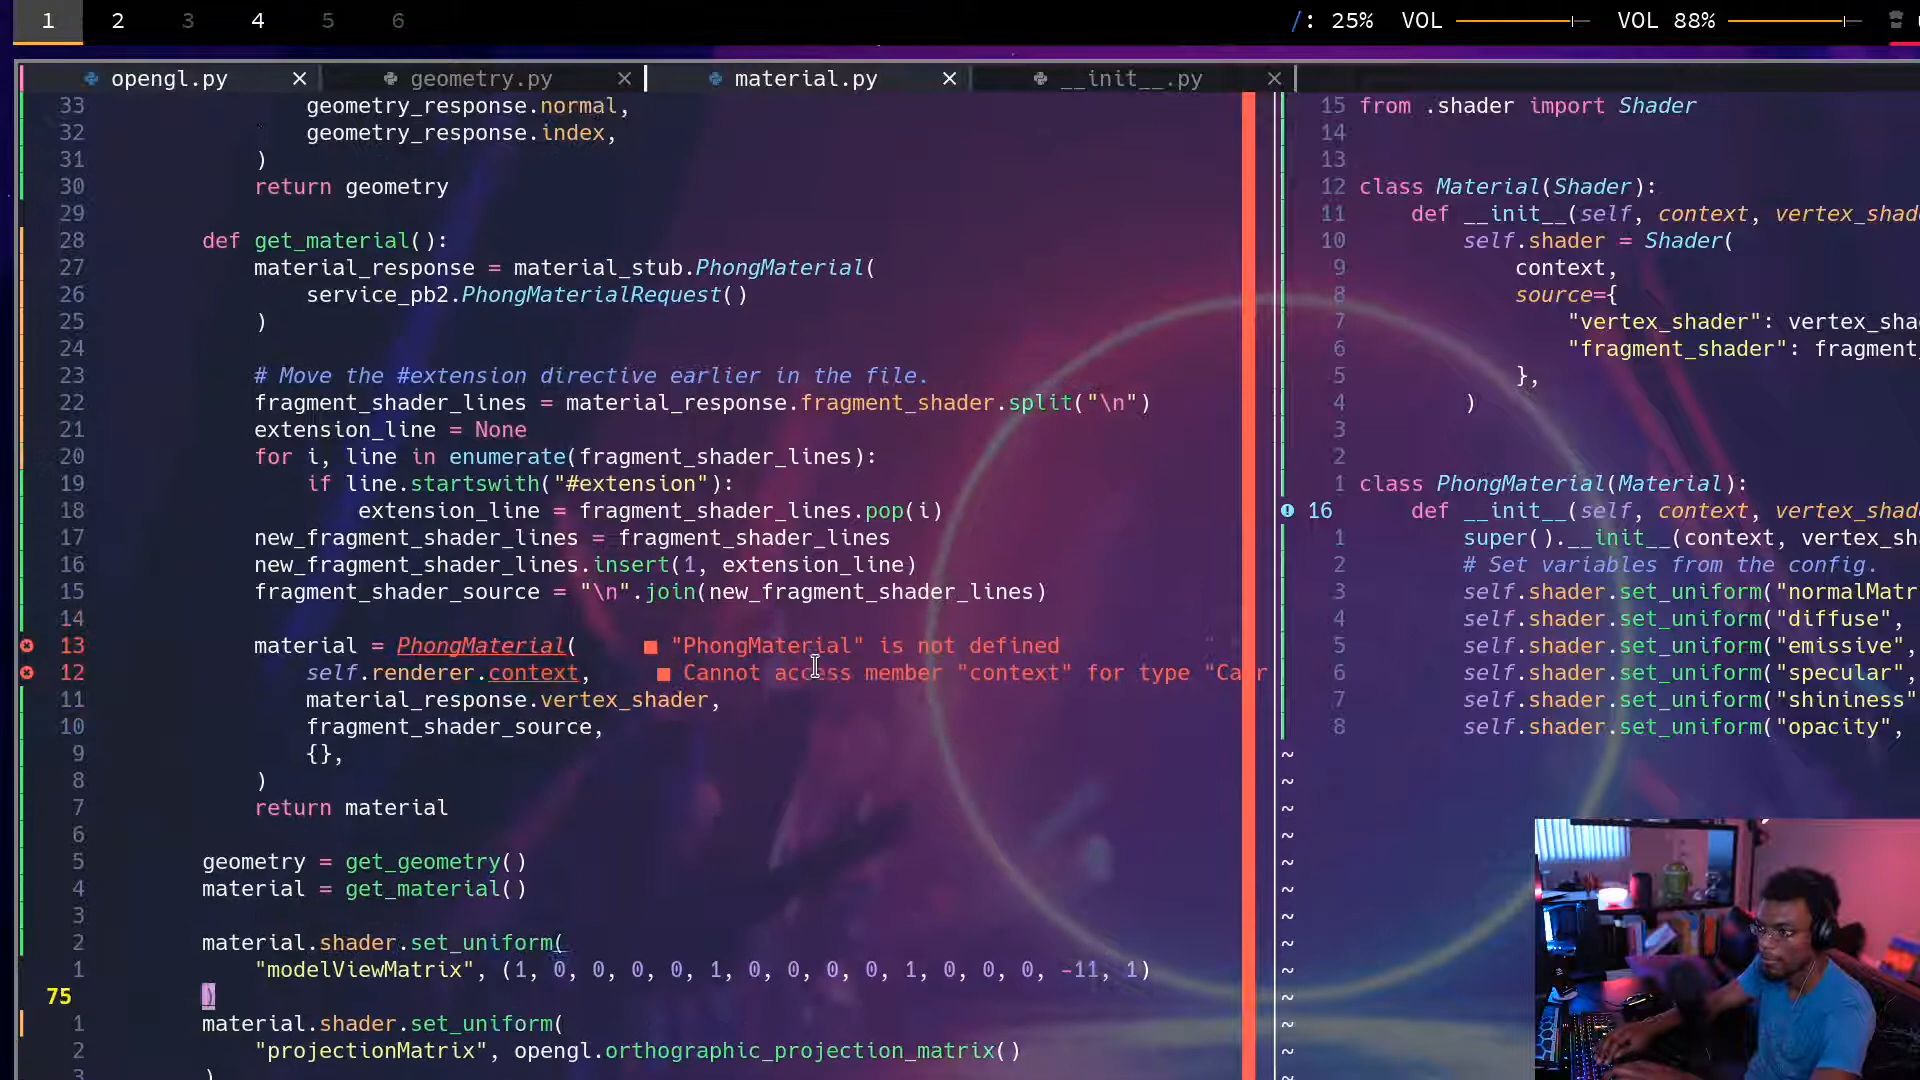 1 2 3 4 5 6 /: 25% VOL VOL 88%
opengl.py geometry.py material.py __init__.py
33 geometry_response.normal,
32 geometry_response.index,
31 )
30 return geometry
29
28 def get_material():
27 material_response = material_stub.PhongMaterial(
26 service_pb2.PhongMaterialRequest()
25 )
24
23 # Move the #extension directive earlier in the file.
22 fragment_shader_lines = material_response.fragment_shader.split("\n")
21 extension_line = None
20 for i, line in enumerate(fragment_shader_lines):
19 if line.startswith("#extension"):
18 extension_line = fragment_shader_lines.pop(i)
17 new_fragment_shader_lines = fragment_shader_lines
16 new_fragment_shader_lines.insert(1, extension_line)
15 fragment_shader_source = "\n".join(new_fragment_shader_lines)
14
13 material = PhongMaterial( ■ "PhongMaterial" is not defined
12 self.renderer.context, ■ Cannot access member "context" for type
11 material_response.vertex_shader,
10 fragment_shader_source,
9 {},
8 )
7 return material
6
5 geometry = get_geometry()
4 material = get_material()
3
2 material.shader.set_uniform(
1 "modelViewMatrix", (1, 0, 0, 0, 0, 1, 0, 0, 0, 0, 1, 0, 0, 0, -11, 1)
75 )
1 material.shader.set_uniform(
2 "projectionMatrix", opengl.orthographic_projection_matrix()
3 )
15 from .shader import Shader
14
13
12 class Material(Shader):
11 def __init__(self, context, vertex_shad
10 self.shader = Shader(
9 context,
8 source={
7 "vertex_shader": vertex_sha
6 "fragment_shader": fragment_
5 },
4 )
3
2
1 class PhongMaterial(Material):
16 def __init__(self, context, vertex_shad
1 super().__init__(context, vertex_sh
2 # Set variables from the config.
3 self.shader.set_uniform("normalMatr
4 self.shader.set_uniform("diffuse",
5 self.shader.set_uniform("emissive",
6 self.shader.set_uniform("specular",
7 self.shader.set_uniform("shininess"
8 self.shader.set_uniform("opacity",
~
~
~
~
~
~
~
~
~
~
~
~
~